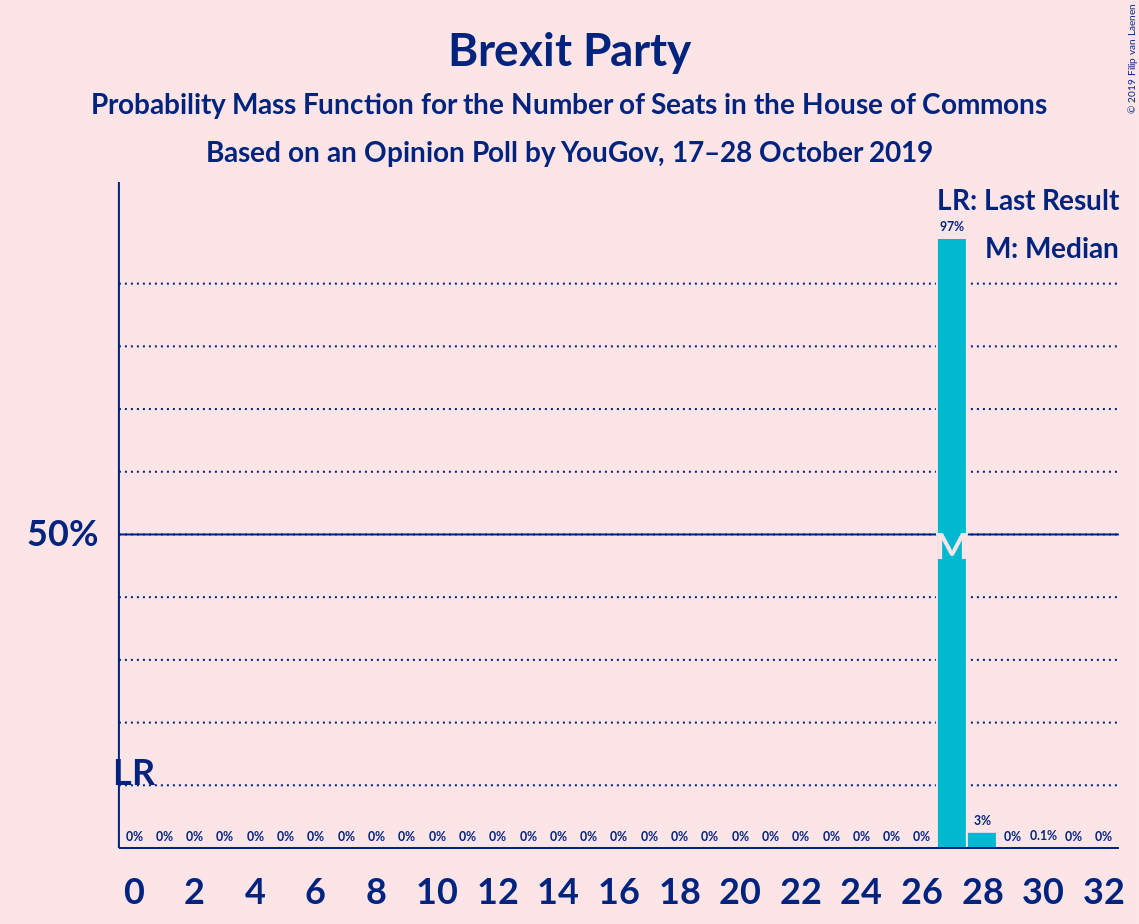 Brexit Party
Probability Mass Function for the Number of Seats in the House of Commons
Based on an Opinion Poll by YouGov, 17–28 October 2019
© 2019 Filip van Laenen
LR: Last Result
M: Median
97%
50%
M
LR
0% 0% 0% 0% 0% 0% 0% 0% 0% 0% 0% 0% 0% 0% 0% 0% 0% 0% 0% 0% 0% 0% 0% 0% 0% 0% 0% 3% 0% 0.1% 0% 0%
0 2 4 6 8 10 12 14 16 18 20 22 24 26 28 30 32